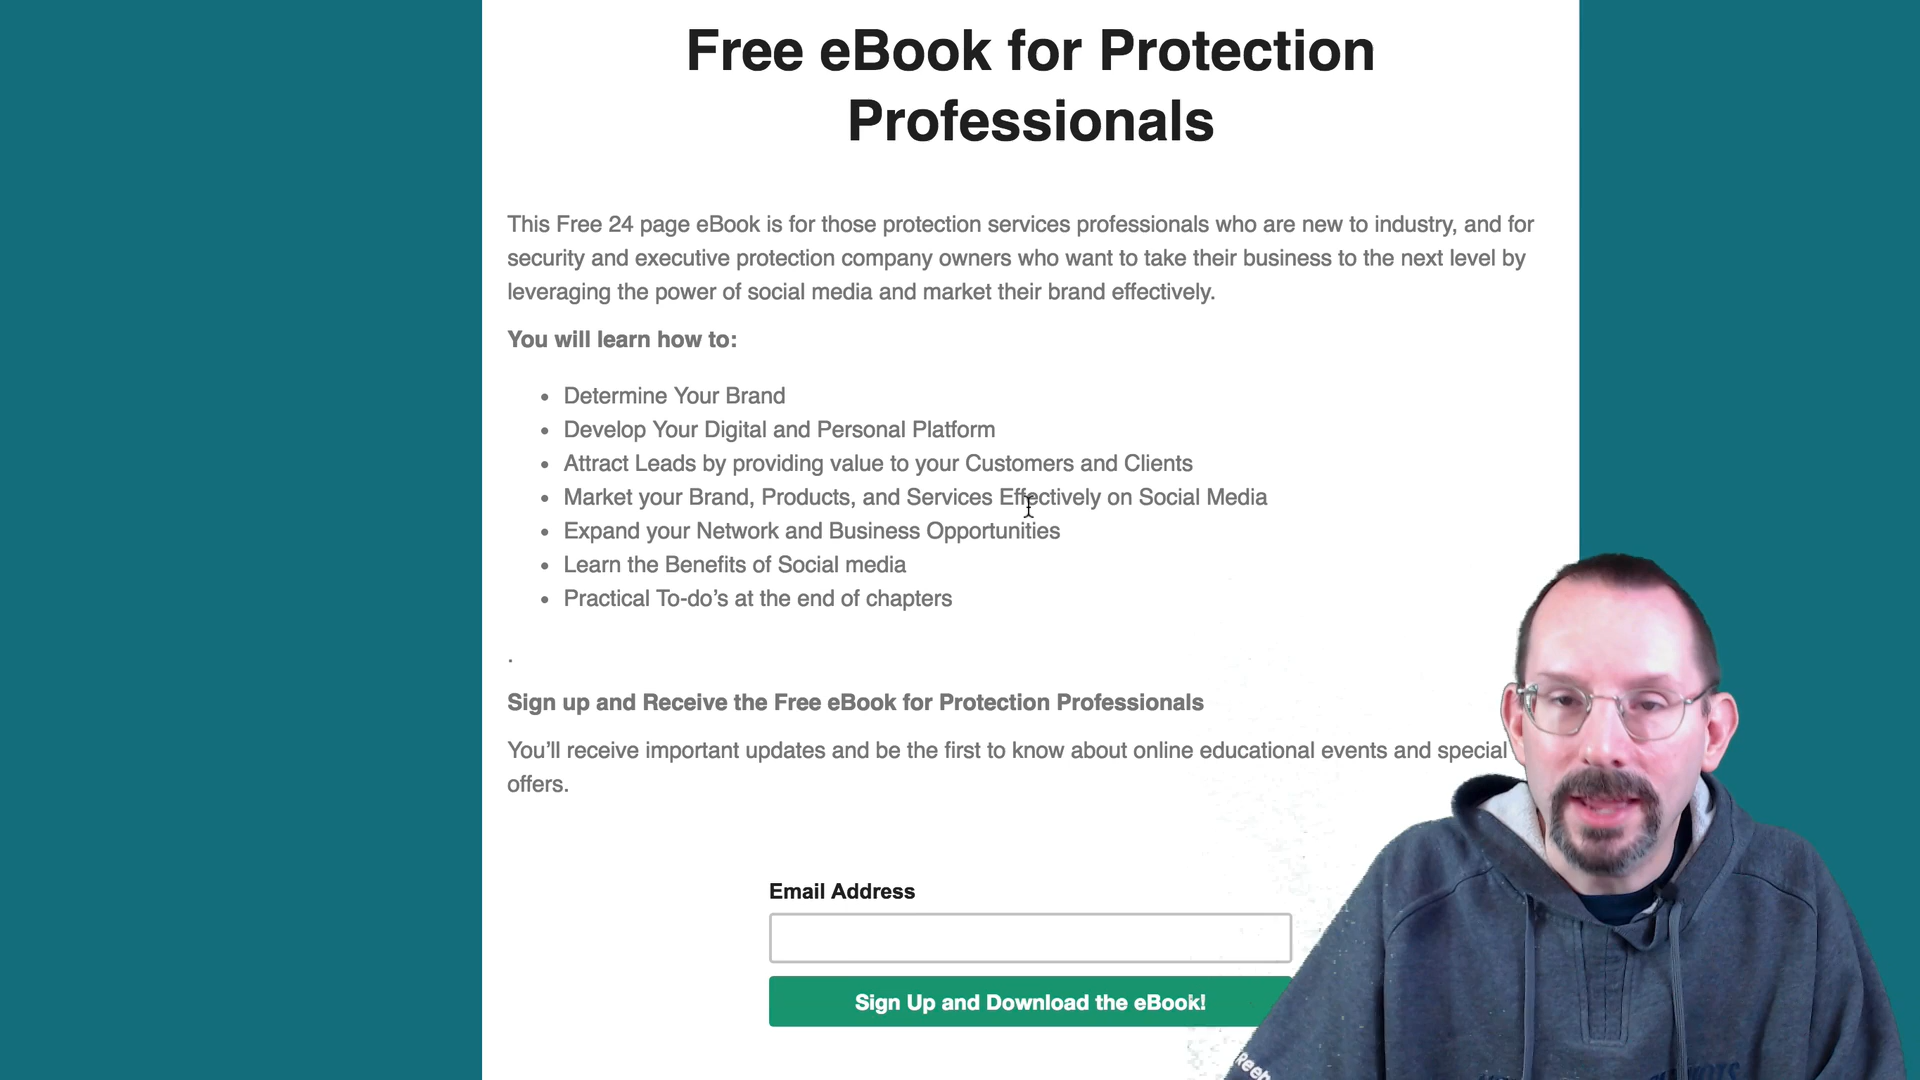 Free eBook for Protection
Professionals
This Free 24 page eBook is for those protection services professionals who are new to industry, and for
security and executive protection company owners who want to take their business to the next level by
leveraging the power of social media and market their brand effectively.
You will learn how to:
• Determine Your Brand
• Develop Your Digital and Personal Platform
• Attract Leads by providing value to your Customers and Clients
• Market your Brand, Products, and Services Effectively on Social Media
• Expand your Network and Business Opportunities
• Learn the Benefits of Social media
• Practical To-do’s at the end of chapters
.
Sign up and Receive the Free eBook for Protection Professionals
You’ll receive important updates and be the first to know about online educational events and special
offers.
Email Address
Sign Up and Download the eBook!